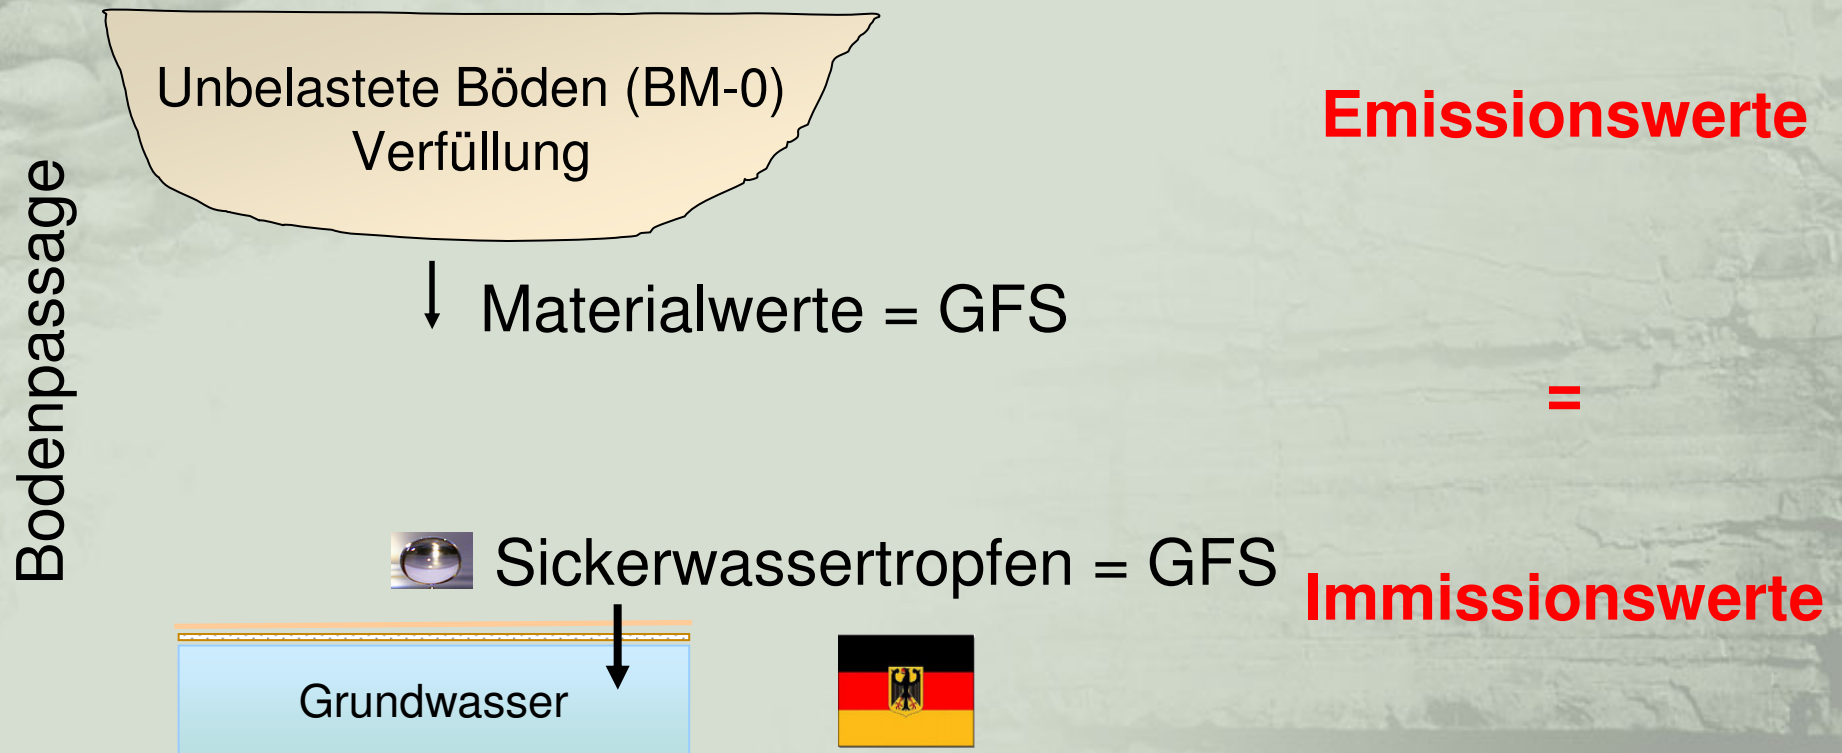 Unbelastete Böden (BM-0)
Verfüllung
Emissionswerte
Bodenpassage
Materialwerte = GFS
=
Sickerwassertropfen = GFS
Immissionswerte
Grundwasser